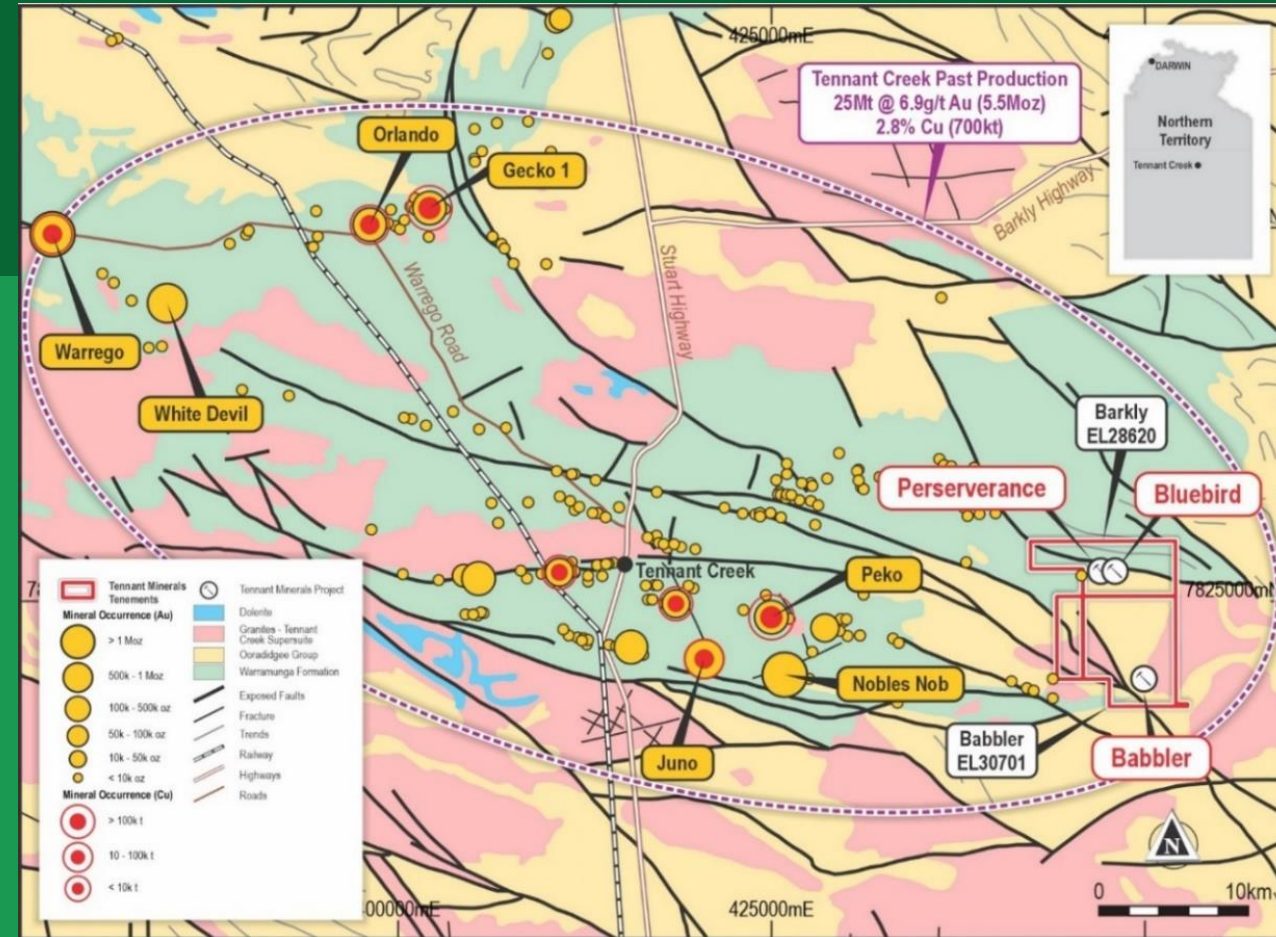 425000mE
Tennant Creek Past Production
25Mt @ 6.9g/t Au (5.5Moz)
2.8% Cu (700kt)
DARWIN
Northern
Territory
Tennant Creek
Orlando
Gecko 1
Barkly Highway
Stuart Highway
Warrego Road
Warrego
White Devil
Barkly
EL28620
Perserverance
Bluebird
Tennant Creek
Peko
7825000mN
Nobles Nob
Juno
Babbler
EL30701
Babbler
Tennant Minerals
Tenements
Mineral Occurrence (Au)
> 1 Moz
500k - 1 Moz
100k - 500k oz
50k - 100k oz
10k - 50k oz
< 10k oz
Mineral Occurrence (Cu)
> 100k t
10 - 100k t
< 10k t
Tennant Minerals Project
Dolerite
Granites - Tennant
Creek Supersuite
Ooradidgee Group
Warramunga Formation
Exposed Faults
Fracture
Trends
Railway
Highways
Roads
N
0 10km
00000mE
425000mE